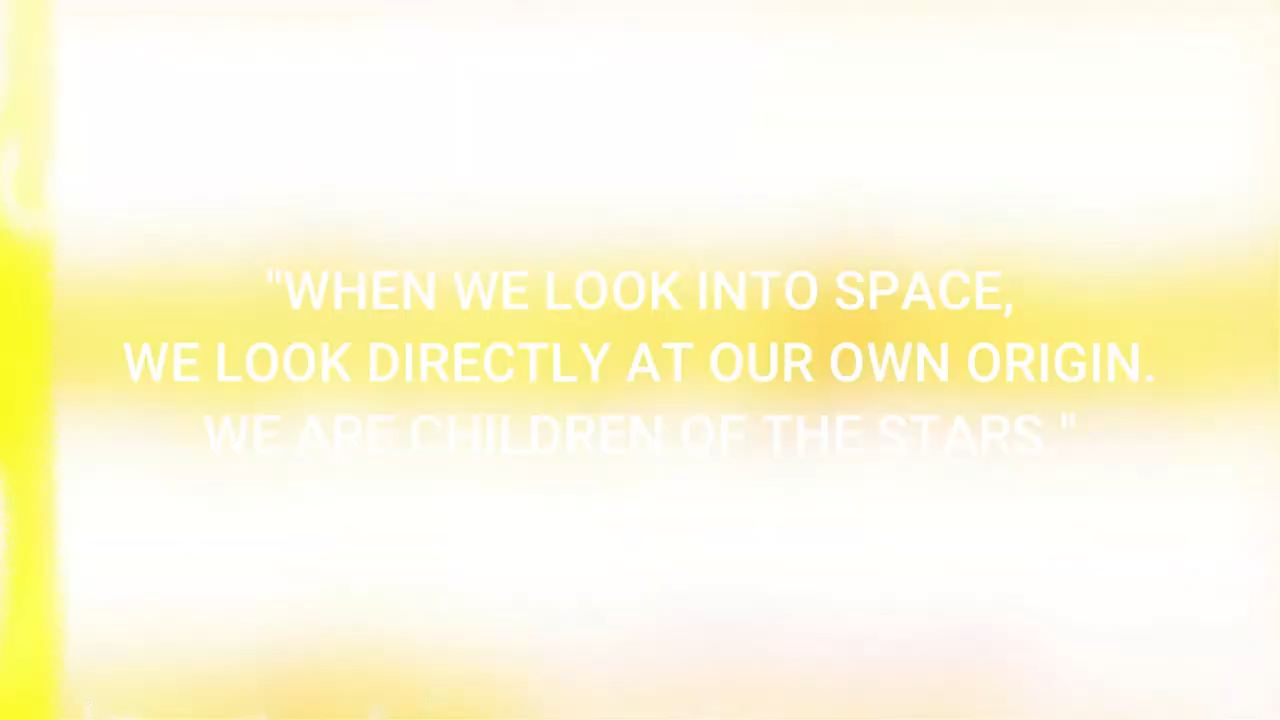 "WHEN WE LOOK INTO SPACE,
WE LOOK DIRECTLY AT OUR OWN ORIGIN.
WE ARE CHILDREN OF THE STARS."